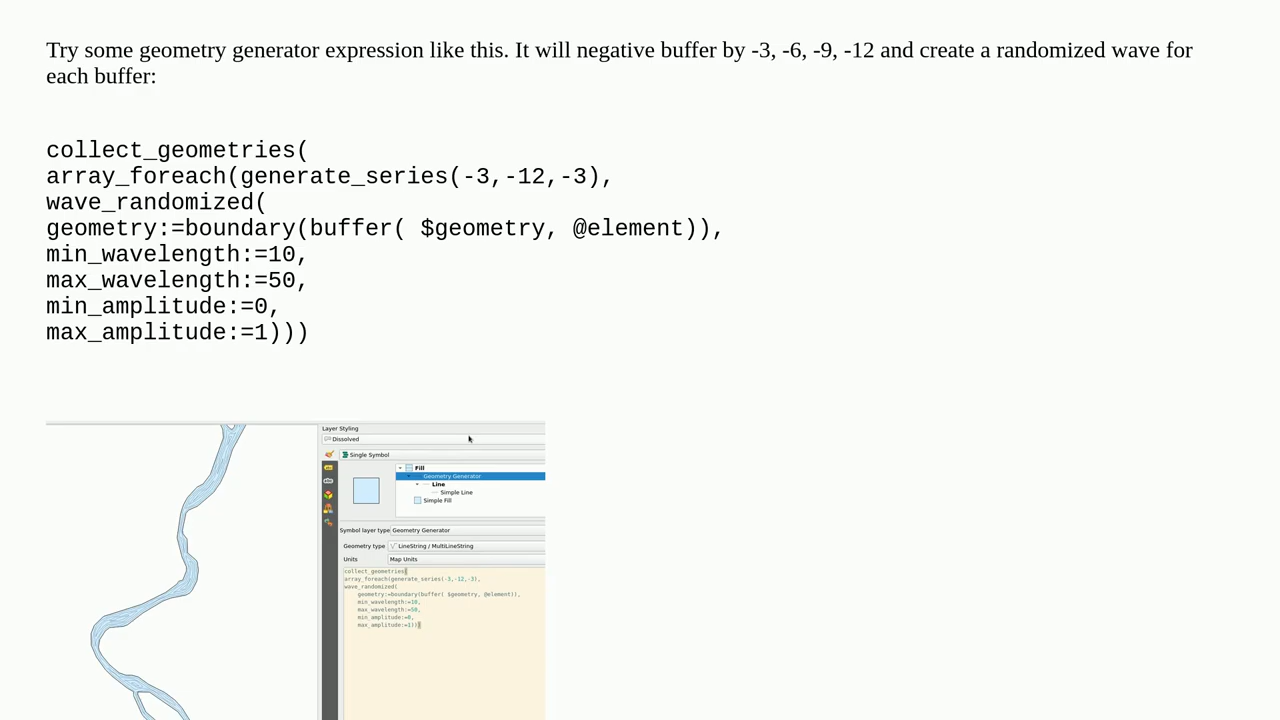 Try some geometry generator expression like this. It will negative buffer by -3, -6, -9, -12 and create a randomized wave for
each buffer:
collect_geometries(
array_foreach(generate_series(-3,-12,-3),
wave_randomized(
geometry:=boundary(buffer( $geometry, @element)),
min_wavelength:=10,
max_wavelength:=50,
min_amplitude:=0,
max_amplitude:=1)))
Layer Styling
Dissolved
Single Symbol
Fill
Geometry Generator
Line
Simple Line
Simple Fill
Symbol layer type Geometry Generator
Geometry type LineString / MultiLineString
Units Map Units
collect_geometries(
array_foreach(generate_series(-3,-12,-3),
wave_randomized(
geometry:=boundary(buffer( $geometry, @element)),
min_wavelength:=10,
max_wavelength:=50,
min_amplitude:=0,
max_amplitude:=1)))